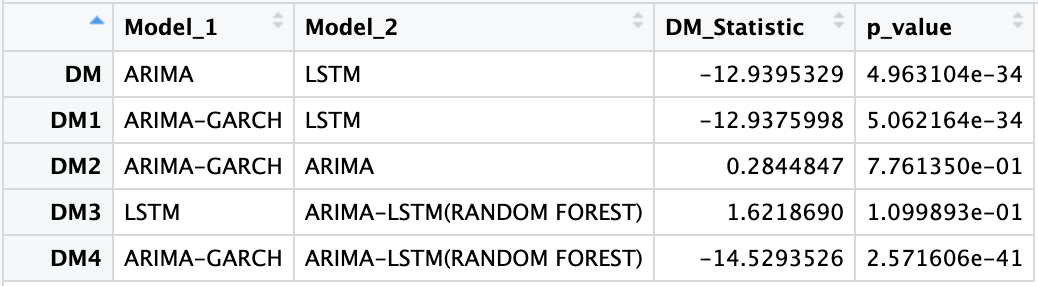 Model_1 Model_2 DM_Statistic p_value
DM ARIMA LSTM -12.9395329 4.963104e-34
DM1 ARIMA-GARCH LSTM -12.9375998 5.062164e-34
DM2 ARIMA-GARCH ARIMA 0.2844847 7.761350e-01
DM3 LSTM ARIMA-LSTM(RANDOM FOREST) 1.6218690 1.099893e-01
DM4 ARIMA-GARCH ARIMA-LSTM(RANDOM FOREST) -14.5293526 2.571606e-41